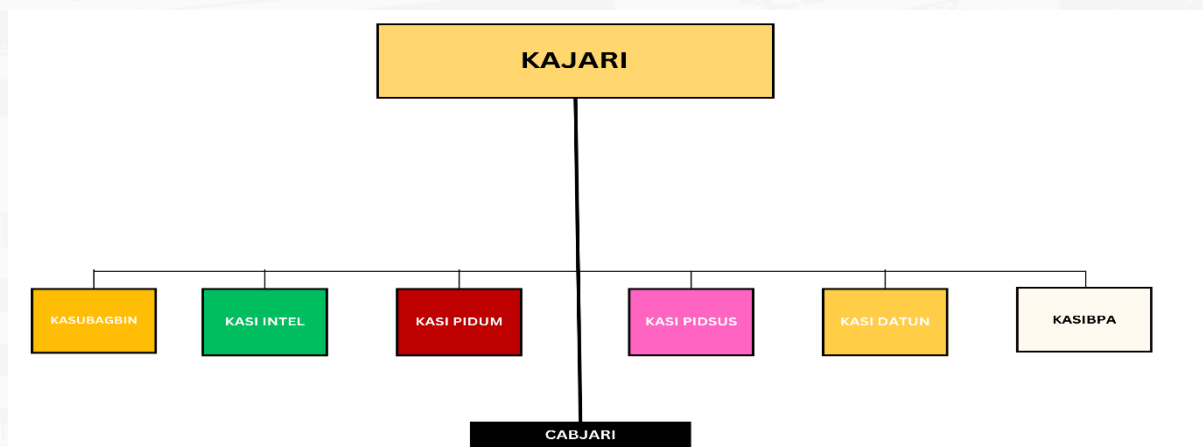 KAJARI
KASUBAGBIN
KASI INTEL
KASI PIDUM
KASI PIDSUS
KASI DATUN
KASIBPA
CABJARI